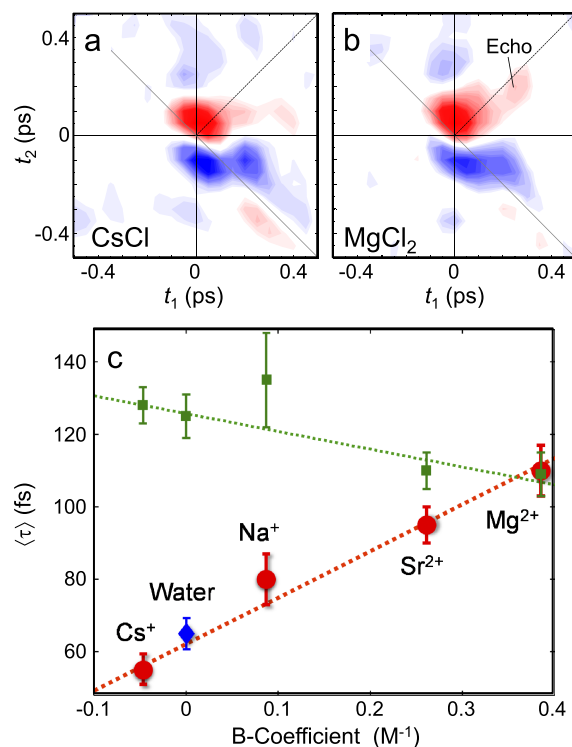 a
b
Echo
0.4
0
-0.4
t₂ (ps)
CsCl
MgCl₂
-0.4 0 0.4
-0.4 0 0.4
t₁ (ps)
t₁ (ps)
c
140
120
100
80
60
⟨τ⟩ (fs)
Mg²⁺
Na⁺
Sr²⁺
Water
Cs⁺
-0.1 0 0.1 0.2 0.3 0.4
B-Coefficient (M⁻¹)